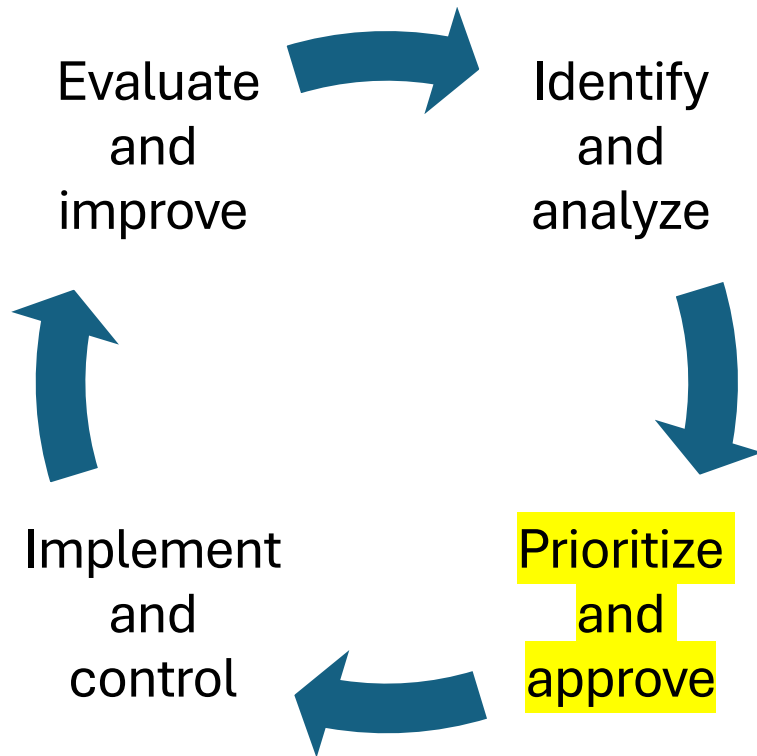 Evaluate
and
improve
Identify
and
analyze
Prioritize
and
approve
Implement
and
control